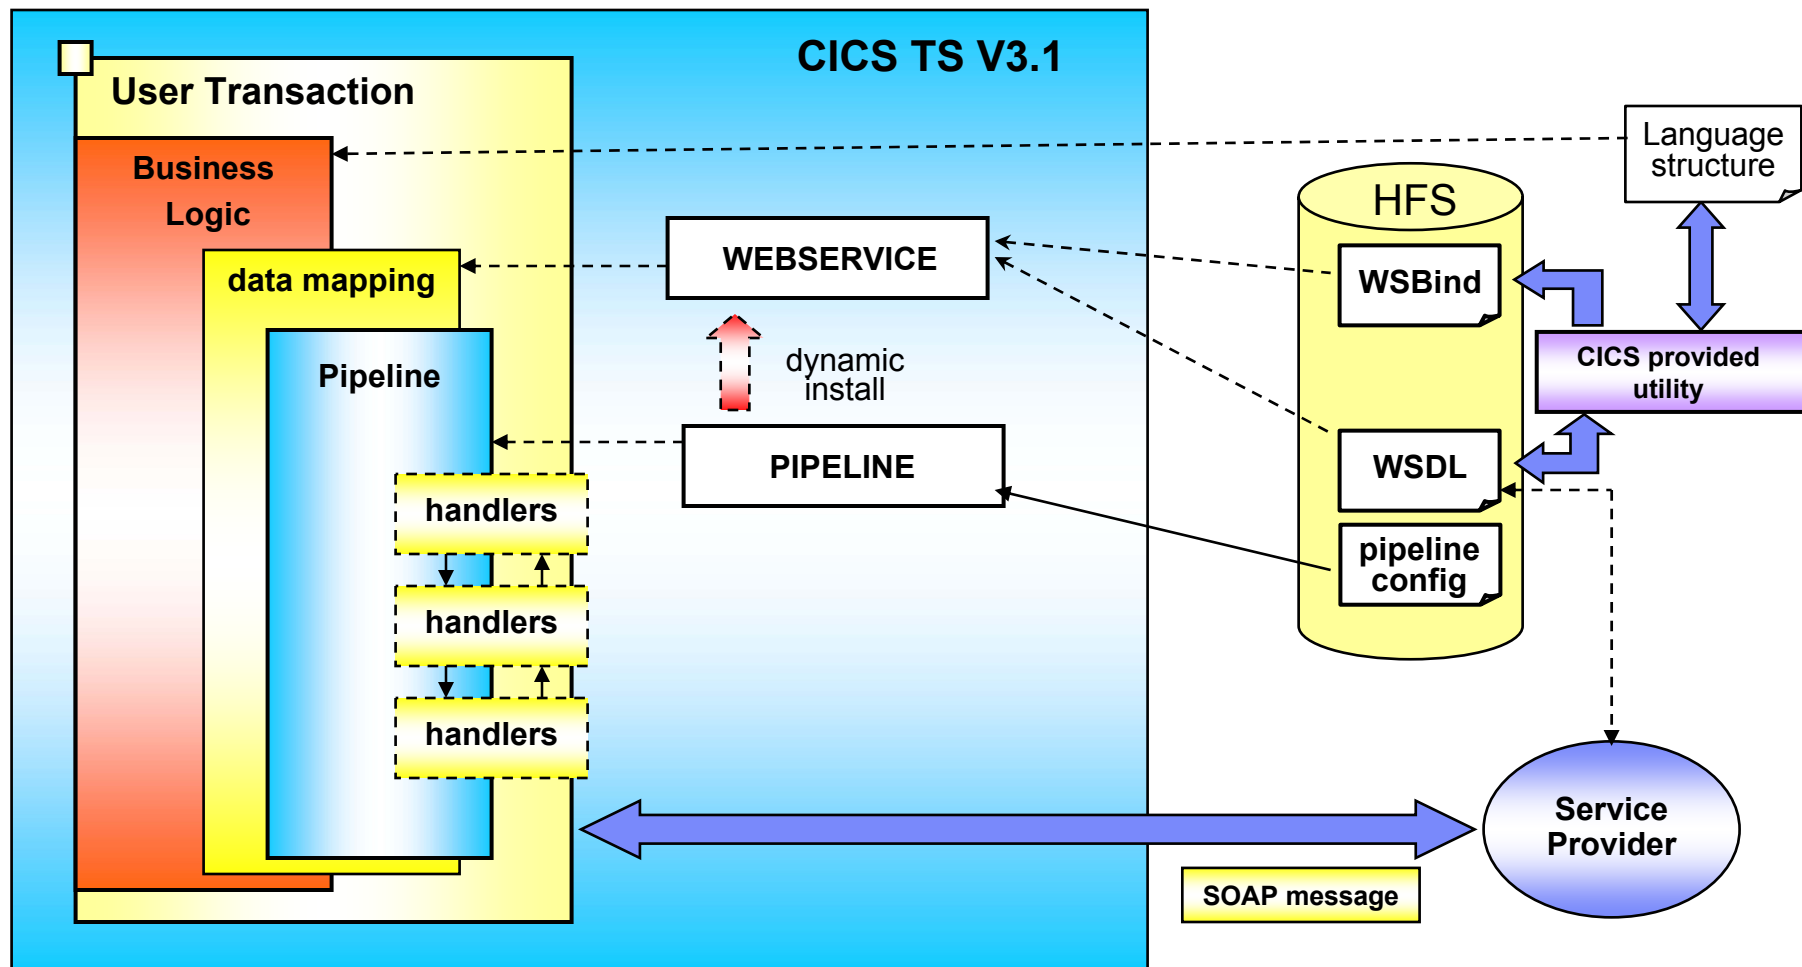 CICS TS V3.1
User Transaction
Business
Logic
data mapping
Pipeline
handlers
handlers
handlers
WEBSERVICE
dynamic
install
PIPELINE
HFS
WSBind
WSDL
pipeline
config
Language
structure
CICS provided
utility
Service
Provider
SOAP message